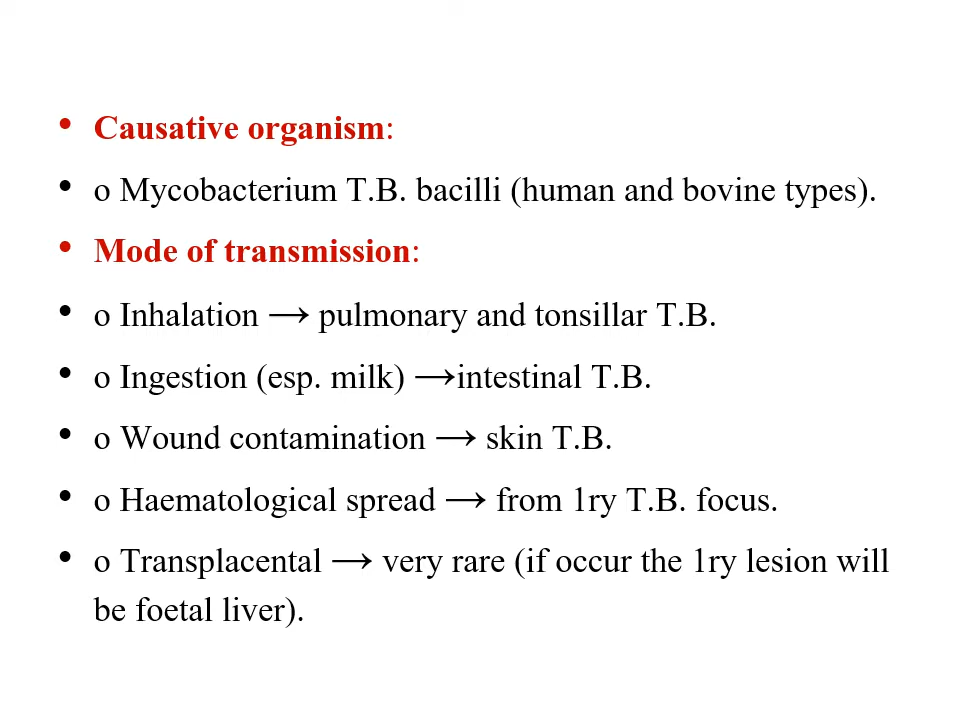 • Causative organism:
• o Mycobacterium T.B. bacilli (human and bovine types).
• Mode of transmission:
• o Inhalation ⟶ pulmonary and tonsillar T.B.
• o Ingestion (esp. milk) ⟶intestinal T.B.
• o Wound contamination ⟶ skin T.B.
• o Haematological spread ⟶ from 1ry T.B. focus.
• o Transplacental ⟶ very rare (if occur the 1ry lesion will
be foetal liver).